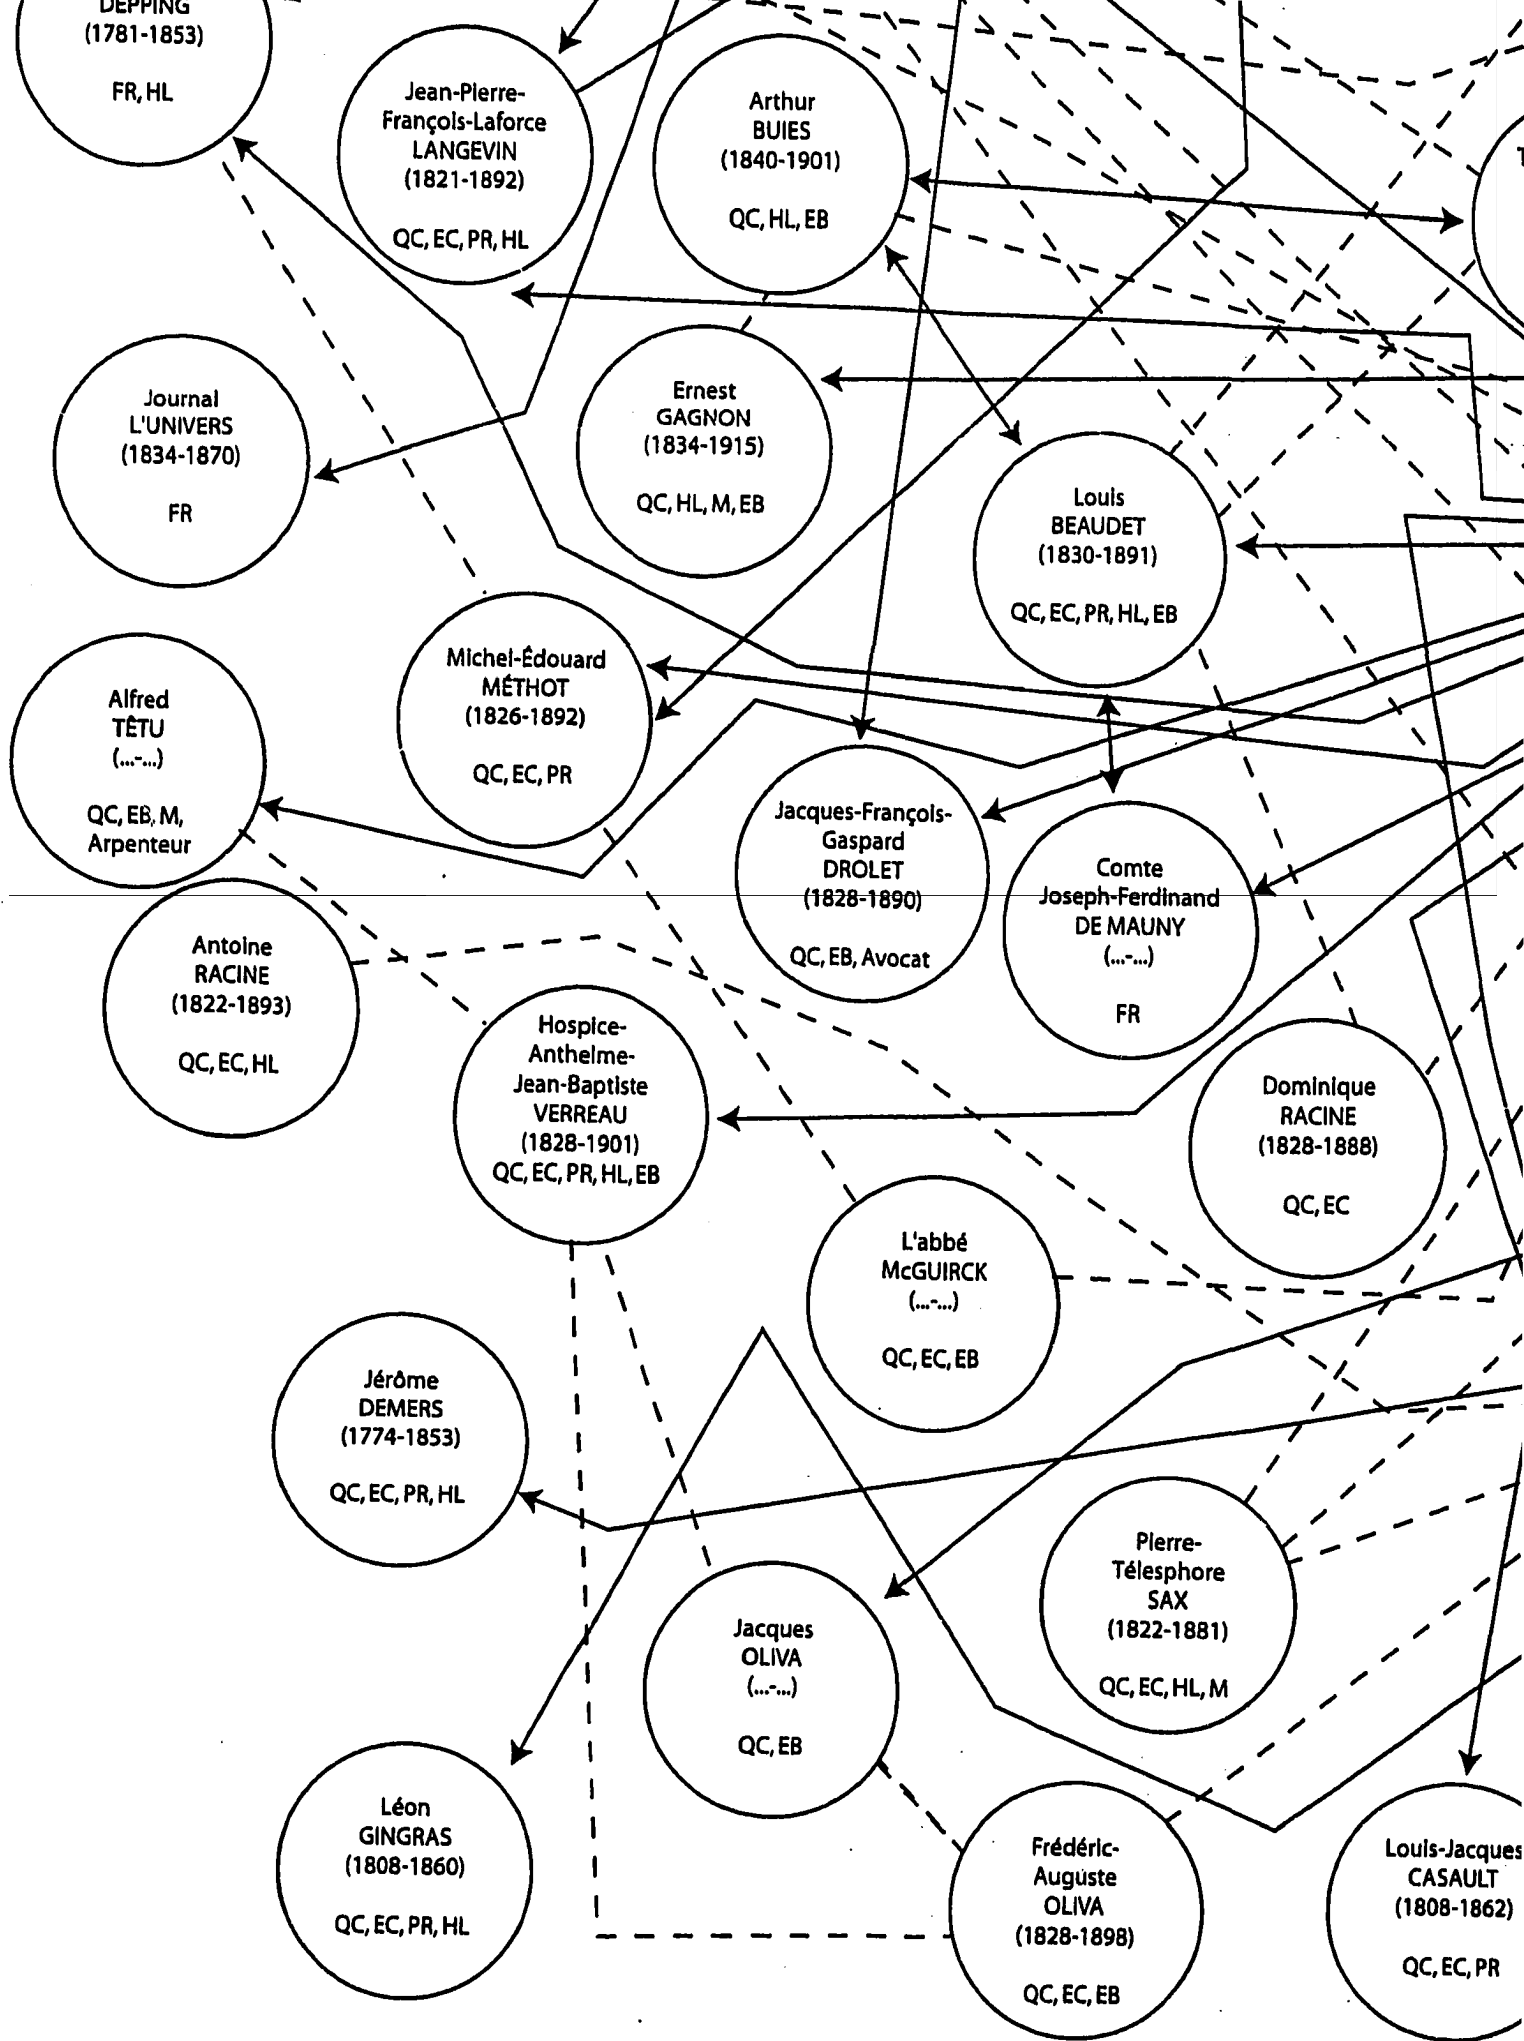 DEPPING
(1781-1853)
FR, HL
Jean-Pierre-
François-Laforce
LANGEVIN
(1821-1892)
QC, EC, PR, HL
Arthur
BUIES
(1840-1901)
QC, HL, EB
Journal
L'UNIVERS
(1834-1870)
FR
Ernest
GAGNON
(1834-1915)
QC, HL, M, EB
Louis
BEAUDET
(1830-1891)
QC, EC, PR, HL, EB
Alfred
TÊTU
(...-...)
QC, EB, M,
Arpenteur
Michel-Édouard
MÉTHOT
(1826-1892)
QC, EC, PR
Jacques-François-
Gaspard
DROLET
(1828-1890)
QC, EB, Avocat
Comte
Joseph-Ferdinand
DE MAUNY
(...-...)
FR
Antoine
RACINE
(1822-1893)
QC, EC, HL
Hospice-
Anthelme-
Jean-Baptiste
VERREAU
(1828-1901)
QC, EC, PR, HL, EB
Dominique
RACINE
(1828-1888)
QC, EC
L'abbé
McGUIRCK
(...-...)
QC, EC, EB
Jérôme
DEMERS
(1774-1853)
QC, EC, PR, HL
Pierre-
Télesphore
SAX
(1822-1881)
QC, EC, HL, M
Jacques
OLIVA
(...-...)
QC, EB
Léon
GINGRAS
(1808-1860)
QC, EC, PR, HL
Frédéric-
Auguste
OLIVA
(1828-1898)
QC, EC, EB
Louis-Jacques
CASAULT
(1808-1862)
QC, EC, PR